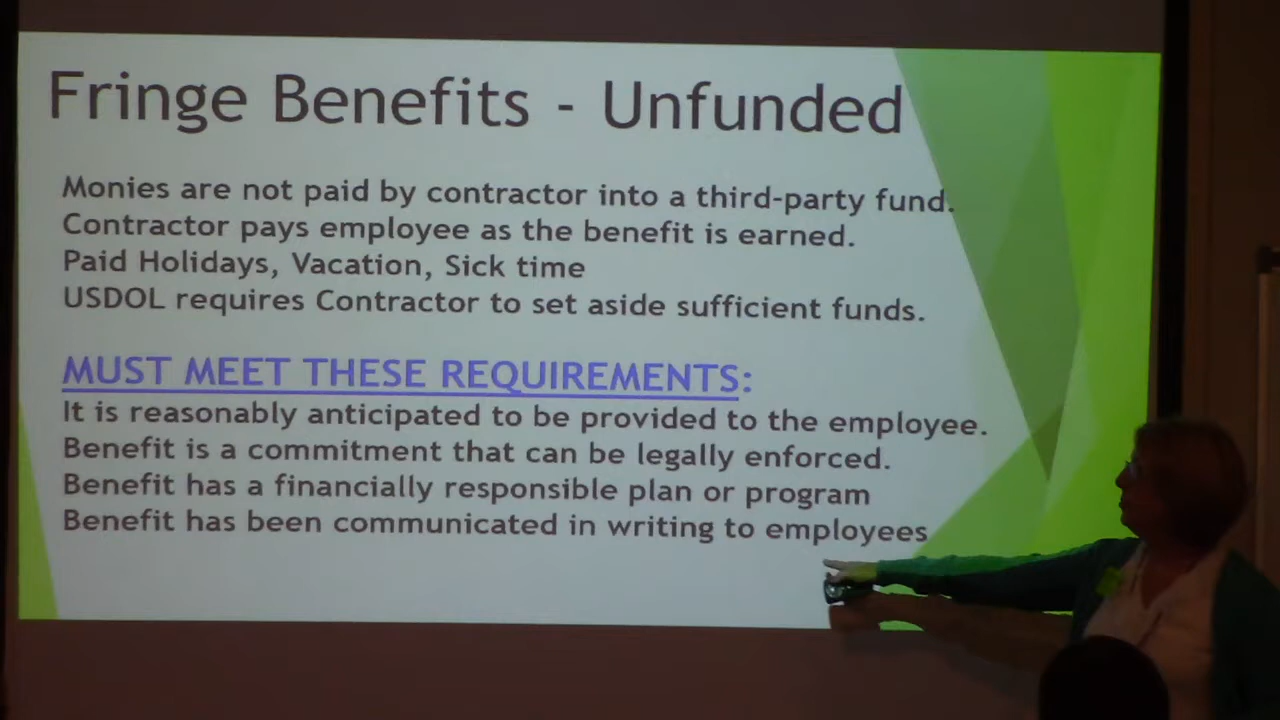 Fringe Benefits - Unfunded
Monies are not paid by contractor into a third-party fund.
Contractor pays employee as the benefit is earned.
Paid Holidays, Vacation, Sick time
USDOL requires Contractor to set aside sufficient funds.
MUST MEET THESE REQUIREMENTS:
It is reasonably anticipated to be provided to the employee.
Benefit is a commitment that can be legally enforced.
Benefit has a financially responsible plan or program
Benefit has been communicated in writing to employees